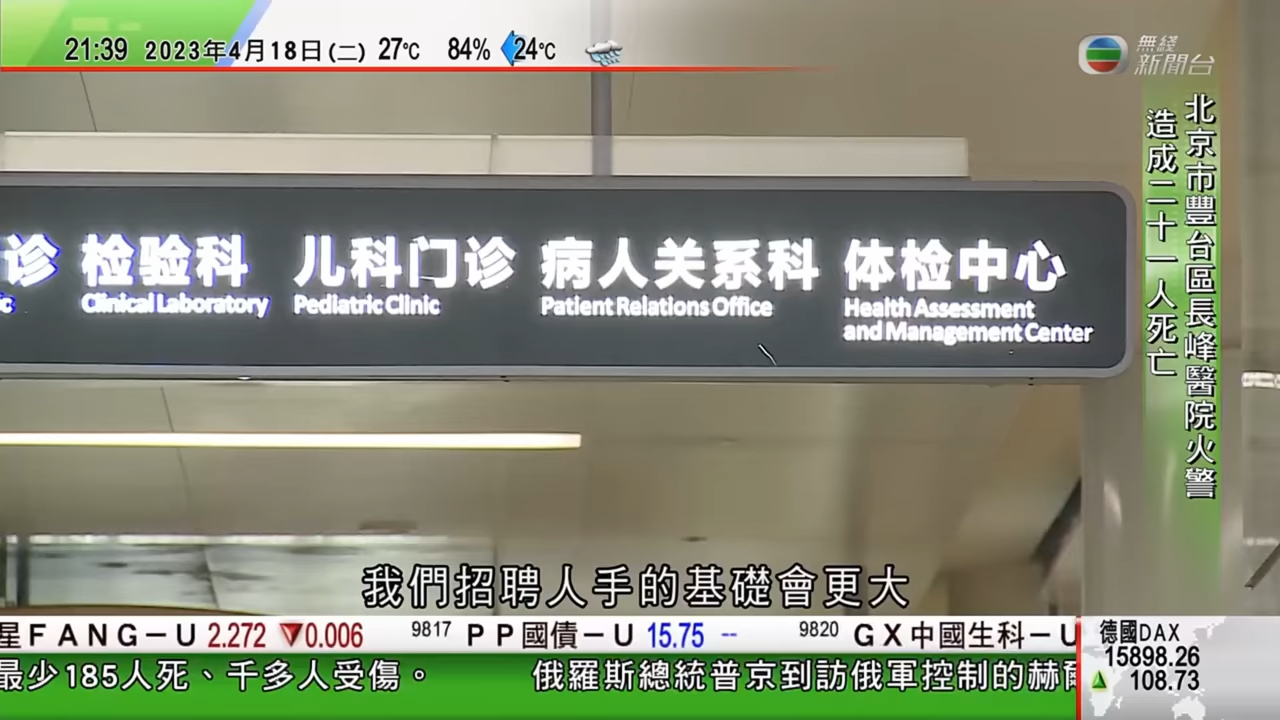 21:39 2023年4月18日(二) 27℃ 84% 24℃
無綫
新聞台
北京市豐台區長峰醫院火警
造成二十一人死亡
诊 检验科 儿科门诊 病人关系科 体检中心
Clinical Laboratory Pediatric Clinic Patient Relations Office Health Assessment
and Management Center
我們招聘人手的基礎會更大
星FANG－U 2.272 ▼0.006 9817 PP國債－U 15.75 -- 9820 GX中國生科－U
德國DAX
15898.26
▲ 108.73
最少185人死、千多人受傷。 俄羅斯總統普京到訪俄軍控制的赫